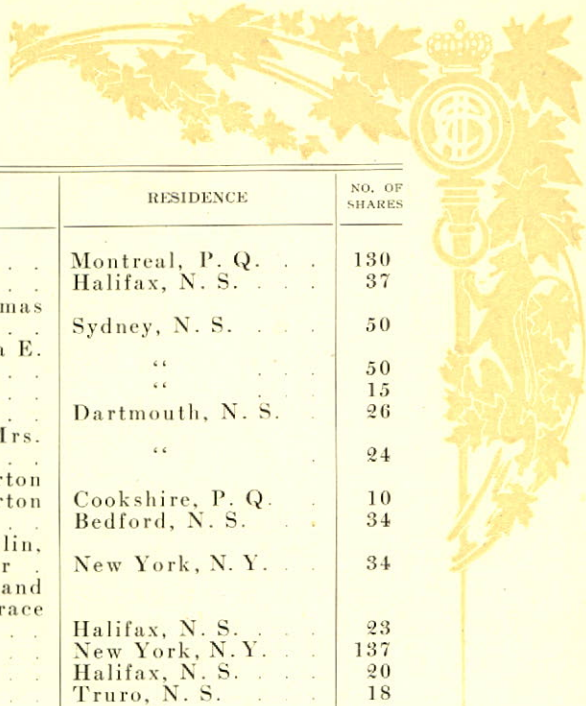 RESIDENCE NO. OF
SHARES
. . Montreal, P. Q. . . . 130
. . Halifax, N. S. . . . . 37
mas
. . Sydney, N. S. . . . . 50
a E.
. . “ . . . . 50
. . “ . . . . 15
. . Dartmouth, N. S. . 26
Mrs.
. . “ . 24
rton
rton Cookshire, P. Q. . . 10
. . Bedford, N. S. . . . 34
lin,
r . New York, N. Y. . . . 34
and
race
. . Halifax, N. S. . . . . 23
. . New York, N. Y. . . . 137
. . Halifax, N. S. . . . . 20
. . Truro, N. S. . . . 18